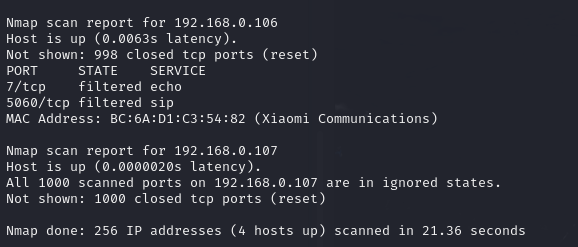 Nmap scan report for 192.168.0.106
Host is up (0.0063s latency).
Not shown: 998 closed tcp ports (reset)
PORT     STATE    SERVICE
7/tcp    filtered echo
5060/tcp filtered sip
MAC Address: BC:6A:D1:C3:54:82 (Xiaomi Communications)

Nmap scan report for 192.168.0.107
Host is up (0.0000020s latency).
All 1000 scanned ports on 192.168.0.107 are in ignored states.
Not shown: 1000 closed tcp ports (reset)

Nmap done: 256 IP addresses (4 hosts up) scanned in 21.36 seconds